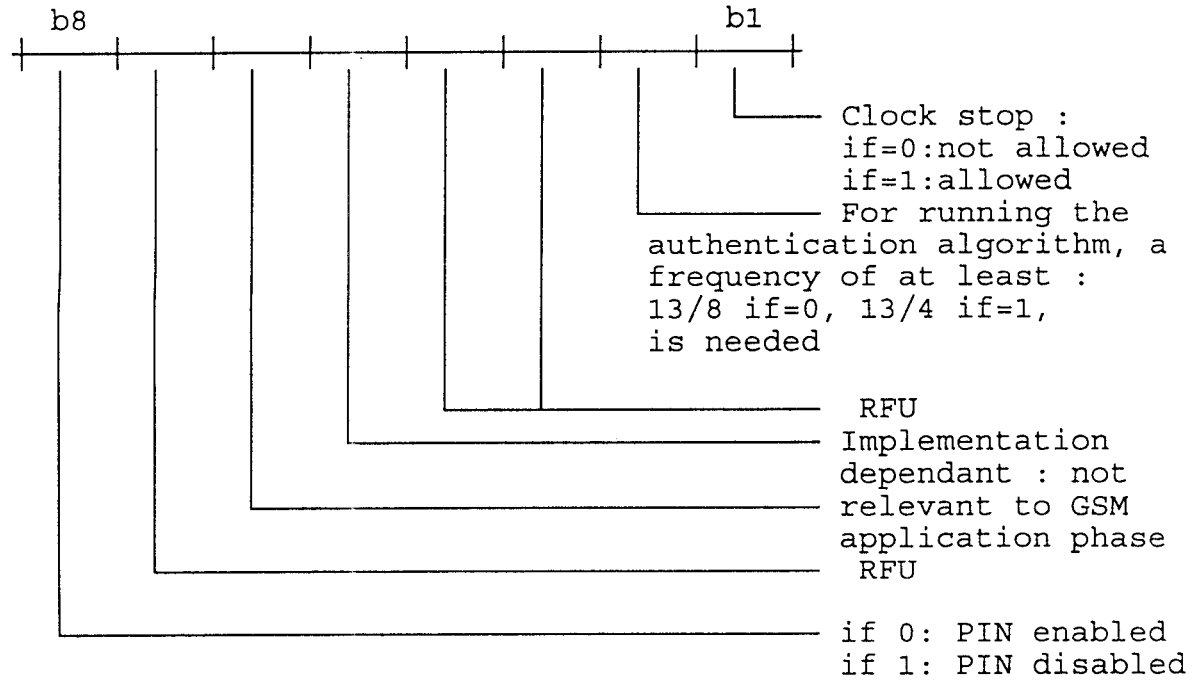 b8 b1
Clock stop :
if=0:not allowed
if=1:allowed
For running the
authentication algorithm, a
frequency of at least :
13/8 if=0, 13/4 if=1,
is needed
RFU
Implementation
dependant : not
relevant to GSM
application phase
RFU
if 0: PIN enabled
if 1: PIN disabled